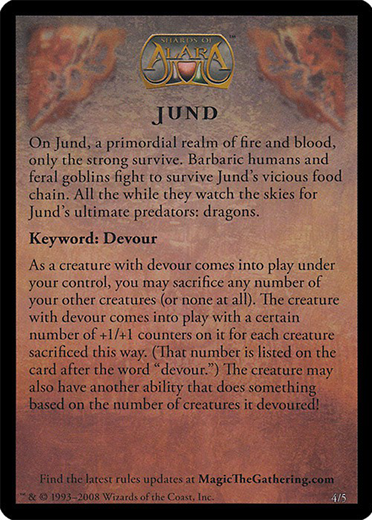 SHARDS OF
ALARA™
JUND
On Jund, a primordial realm of fire and blood,
only the strong survive. Barbaric humans and
feral goblins fight to survive Jund's vicious food
chain. All the while they watch the skies for
Jund's ultimate predators: dragons.
Keyword: Devour
As a creature with devour comes into play under
your control, you may sacrifice any number of
your other creatures (or none at all). The creature
with devour comes into play with a certain
number of +1/+1 counters on it for each creature
sacrificed this way. (That number is listed on the
card after the word “devour.”) The creature may
also have another ability that does something
based on the number of creatures it devoured!
Find the latest rules updates at MagicTheGathering.com
™ & © 1993–2008 Wizards of the Coast, Inc.
4/5